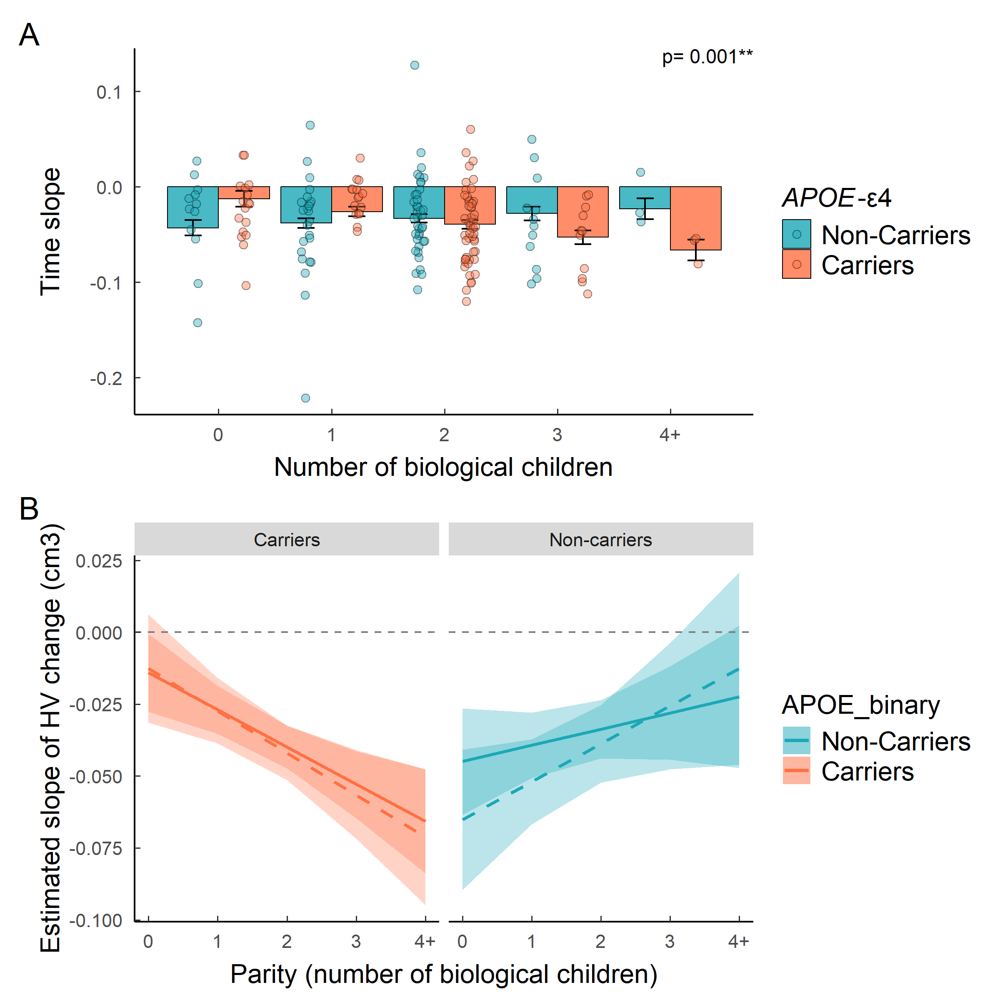 A
p= 0.001**
0.1
0.0
-0.1
-0.2
Time slope
0 1 2 3 4+
Number of biological children
APOE-ε4
Non-Carriers
Carriers
B
Carriers Non-carriers
0.025
0.000
-0.025
-0.050
-0.075
-0.100
Estimated slope of HV change (cm3)
0 1 2 3 4+ 0 1 2 3 4+
Parity (number of biological children)
APOE_binary
Non-Carriers
Carriers